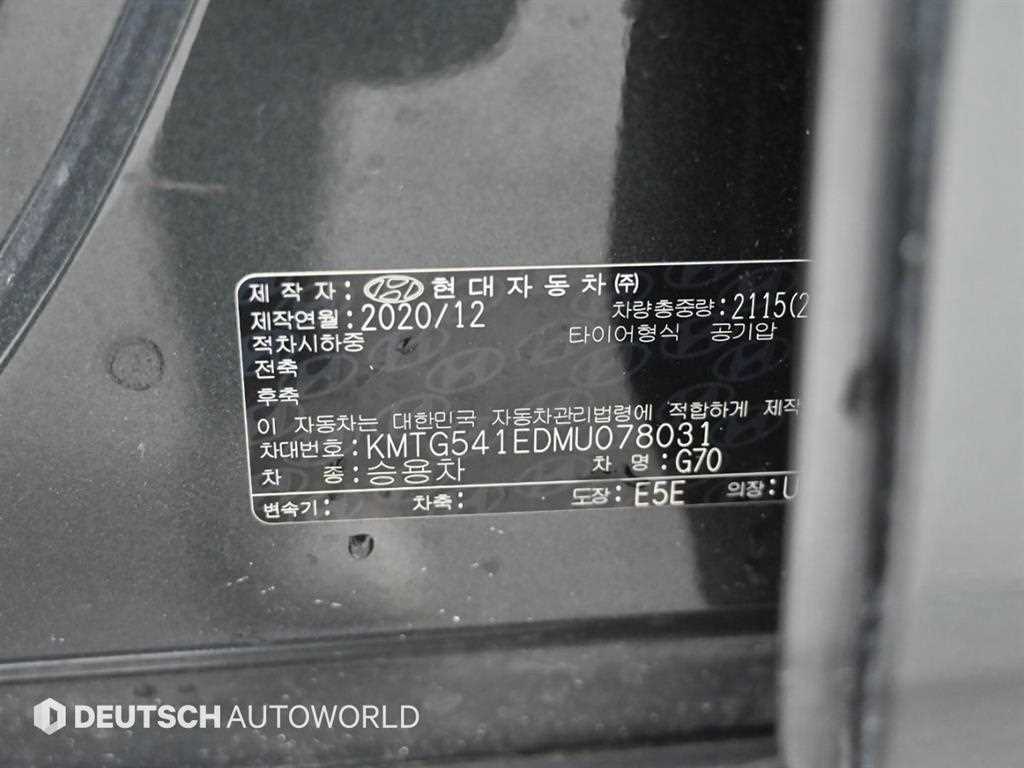 제 작 자 : 현대자동차(주)
제작연월:2020/12 차량총중량:2115(2
적차시하중 타이어형식 공기압
전축
후축
이 자동차는 대한민국 자동차관리법령에 적합하게 제작
차대번호:KMTG541EDMU078031
차 종:승용차 차 명:G70
변속기: 차축: 도장:E5E 의장:U
DEUTSCH AUTOWORLD